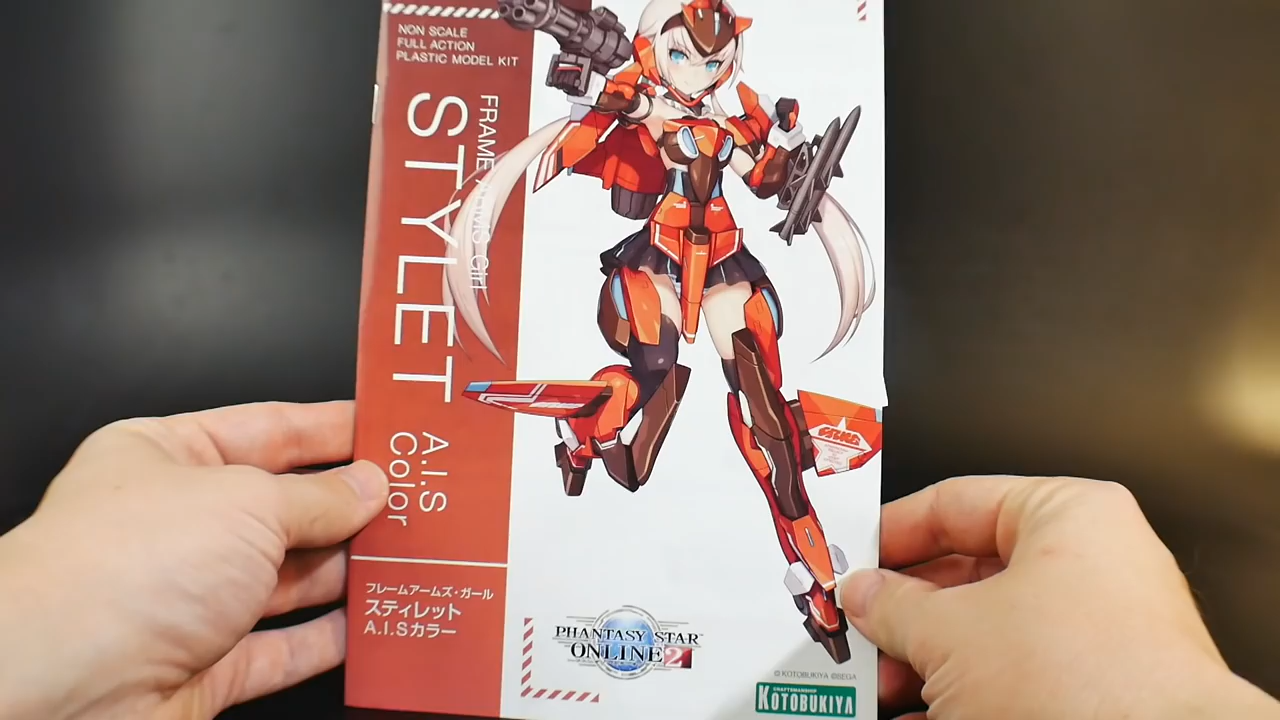 NON SCALE
FULL ACTION
PLASTIC MODEL KIT
STYLET
A.I.S
Color
フレームアームズ・ガール
スティレット
A.I.Sカラー
PHANTASY STAR
ONLINE 2
© KOTOBUKIYA ©SEGA
CRAFTSMANSHIP
KOTOBUKIYA